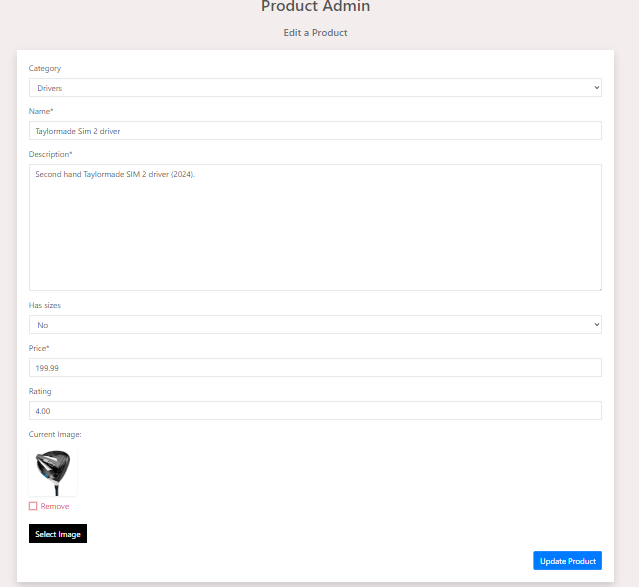 Product Admin
Edit a Product
Category
Drivers
Name*
Taylormade Sim 2 driver
Description*
Second hand Taylormade SIM 2 driver (2024).
Has sizes
No
Price*
199.99
Rating
4.00
Current Image:
Remove
Select Image
Update Product